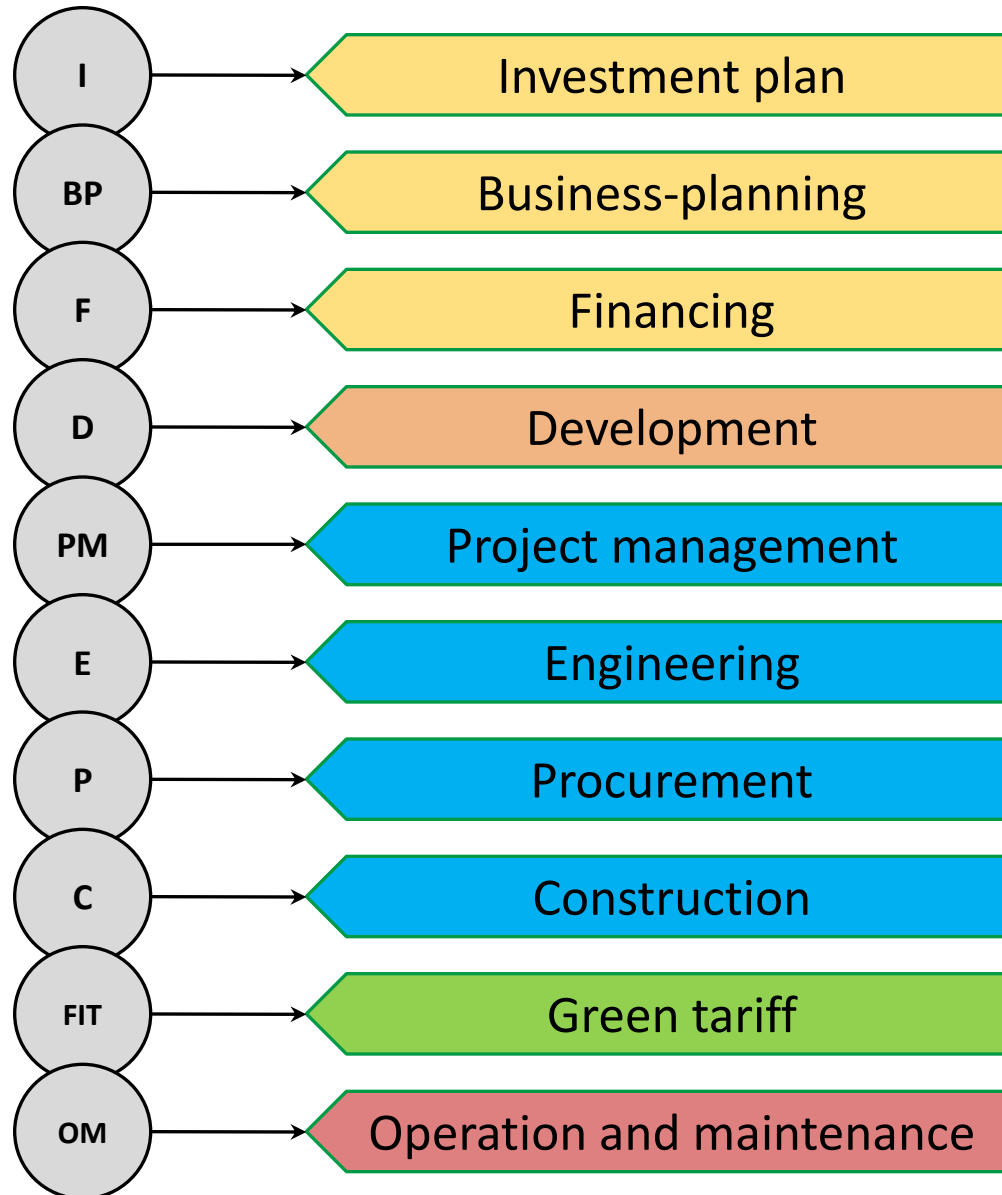 I
Investment plan
BP
Business-planning
F
Financing
D
Development
PM
Project management
E
Engineering
P
Procurement
C
Construction
FIT
Green tariff
OM
Operation and maintenance